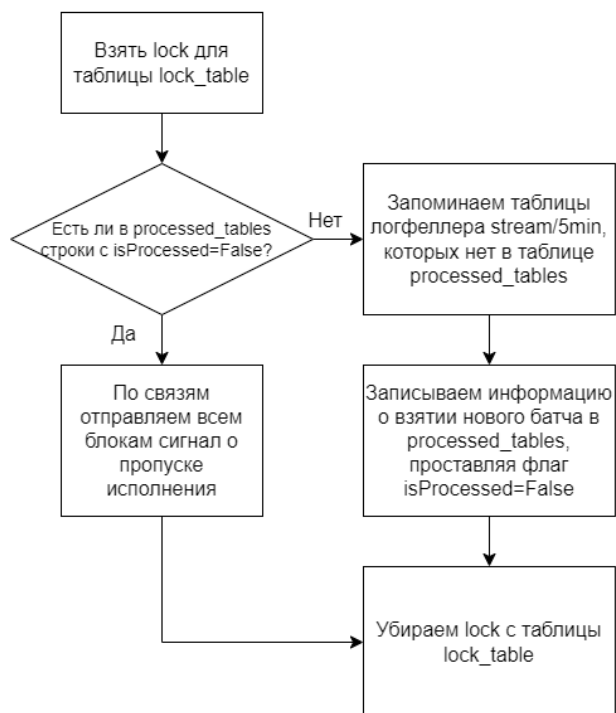 Взять lock для
таблицы lock_table
Есть ли в processed_tables
строки с isProcessed=False?
Нет
Запоминаем таблицы
логфеллера stream/5min,
которых нет в таблице
processed_tables
Да
По связям
отправляем всем
блокам сигнал о
пропуске
исполнения
Записываем информацию
о взятии нового батча в
processed_tables,
проставляя флаг
isProcessed=False
Убираем lock с таблицы
lock_table